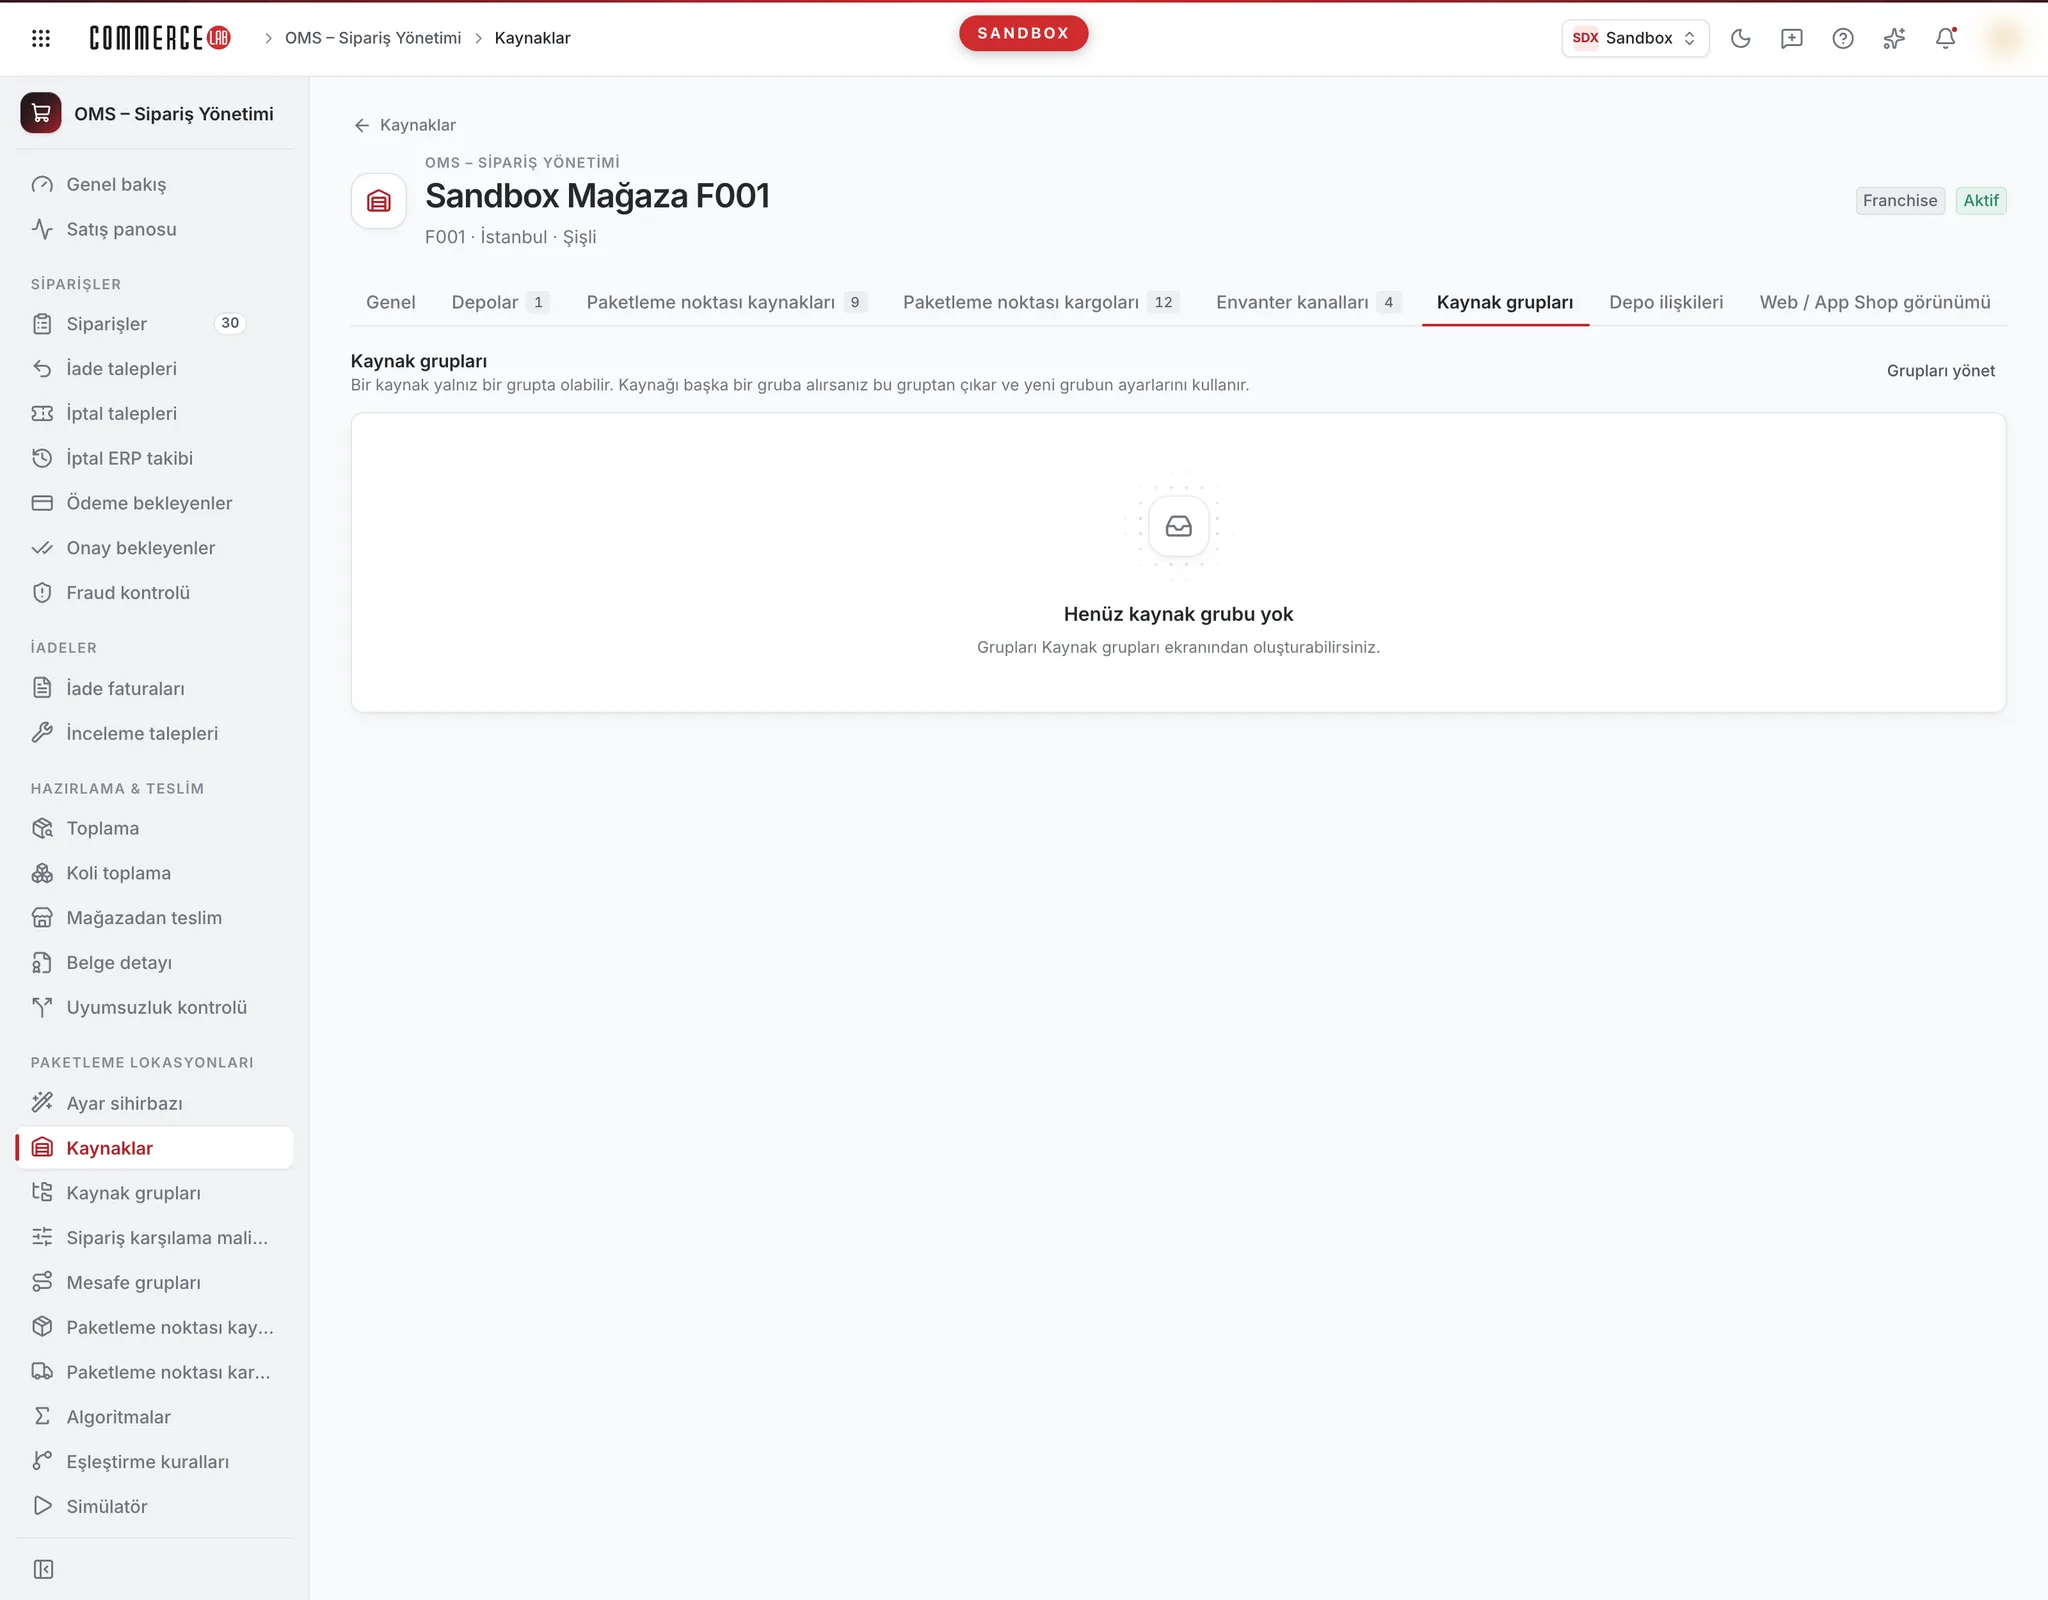 COMMERCE LAB
OMS – Sipariş Yönetimi
Kaynaklar
SANDBOX
SDX Sandbox
OMS – Sipariş Yönetimi
Genel bakış
Satış panosu
SİPARİŞLER
Siparişler 30
İade talepleri
İptal talepleri
İptal ERP takibi
Ödeme bekleyenler
Onay bekleyenler
Fraud kontrolü
İADELER
İade faturaları
İnceleme talepleri
HAZIRLAMA & TESLİM
Toplama
Koli toplama
Mağazadan teslim
Belge detayı
Uyumsuzluk kontrolü
PAKETLEME LOKASYONLARI
Ayar sihirbazı
Kaynaklar
Kaynak grupları
Sipariş karşılama mali...
Mesafe grupları
Paketleme noktası kay...
Paketleme noktası kar...
Algoritmalar
Eşleştirme kuralları
Simülatör
Kaynaklar
OMS – SİPARİŞ YÖNETİMİ
Sandbox Mağaza F001
F001 · İstanbul · Şişli
Franchise
Aktif
Genel
Depolar 1
Paketleme noktası kaynakları 9
Paketleme noktası kargoları 12
Envanter kanalları 4
Kaynak grupları
Depo ilişkileri
Web / App Shop görünümü
Kaynak grupları
Bir kaynak yalnız bir grupta olabilir. Kaynağı başka bir gruba alırsanız bu gruptan çıkar ve yeni grubun ayarlarını kullanır.
Grupları yönet
Henüz kaynak grubu yok
Grupları Kaynak grupları ekranından oluşturabilirsiniz.